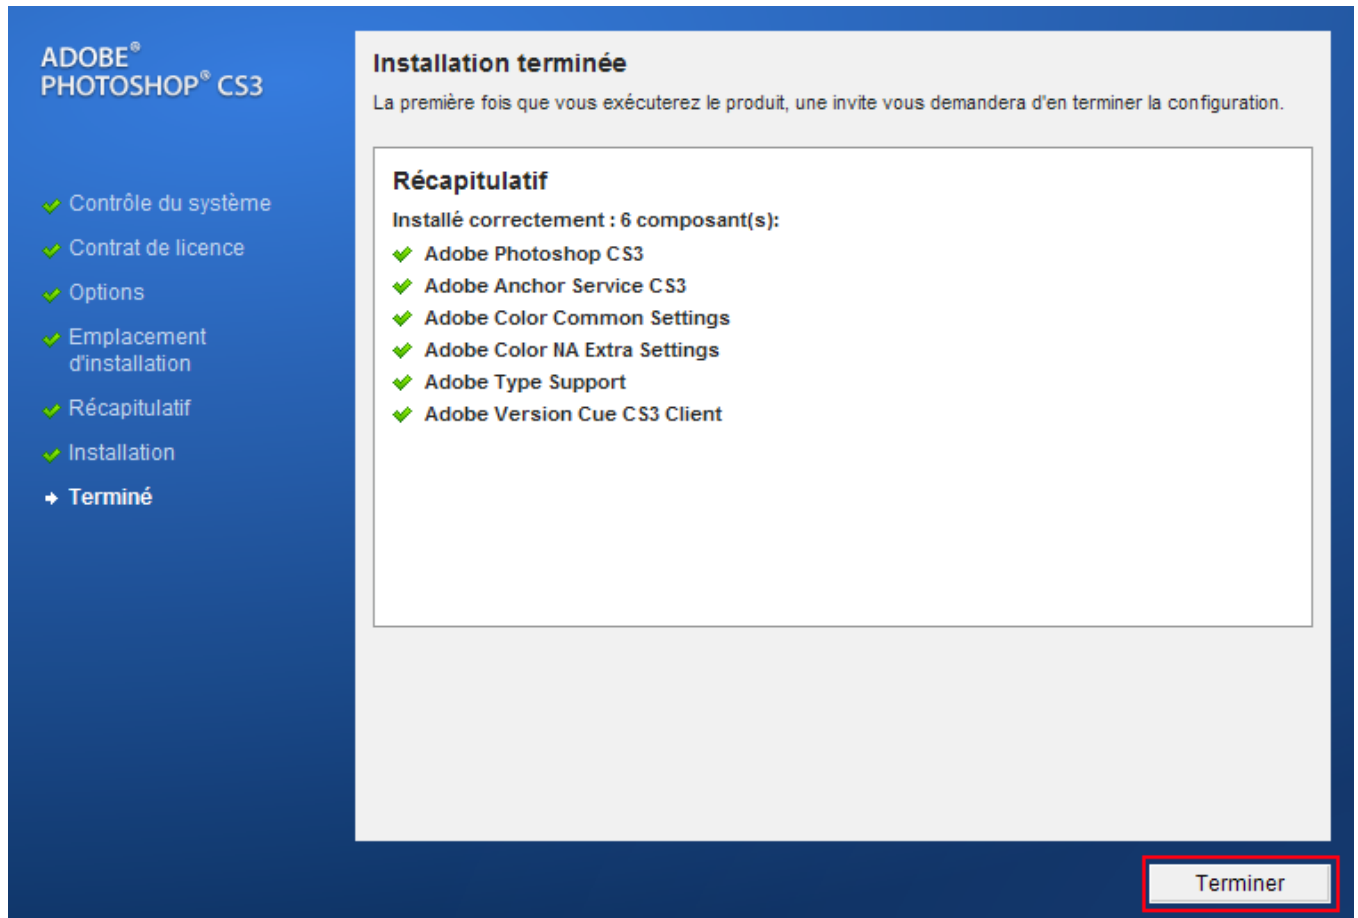 ADOBE®
PHOTOSHOP® CS3
Contrôle du système
Contrat de licence
Options
Emplacement
d'installation
Récapitulatif
Installation
Terminé
Installation terminée
La première fois que vous exécuterez le produit, une invite vous demandera d'en terminer la configuration.
Récapitulatif
Installé correctement : 6 composant(s):
Adobe Photoshop CS3
Adobe Anchor Service CS3
Adobe Color Common Settings
Adobe Color NA Extra Settings
Adobe Type Support
Adobe Version Cue CS3 Client
Terminer